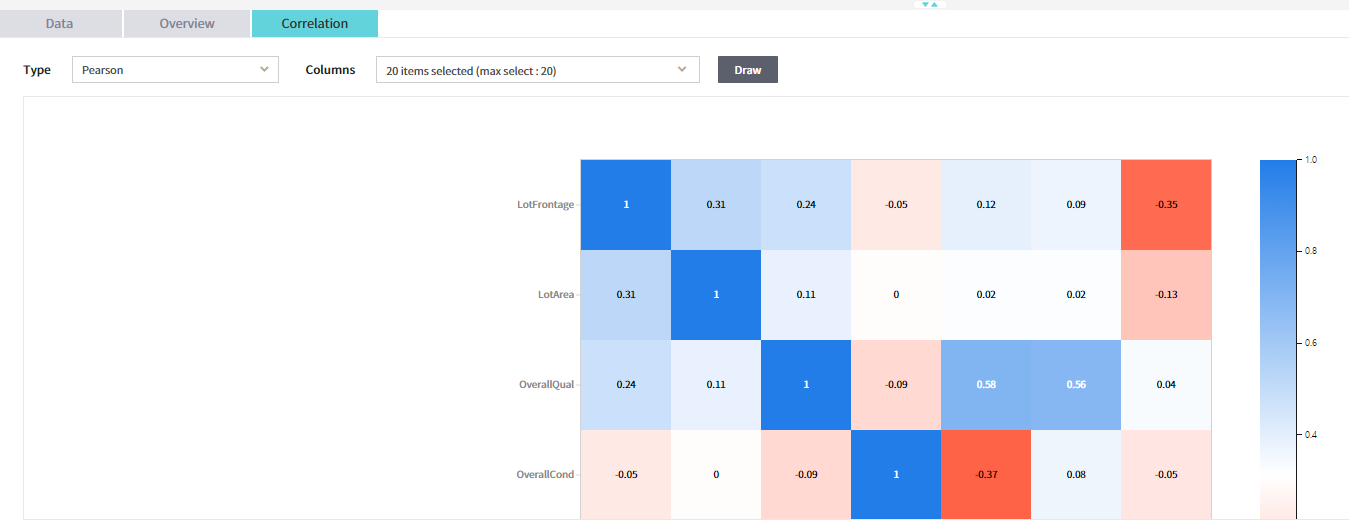 Data Overview Correlation
Type Pearson Columns 20 items selected (max select : 20) Draw
1.0
LotFrontage 1 0.31 0.24 -0.05 0.12 0.09 -0.35
0.8
LotArea 0.31 1 0.11 0 0.02 0.02 -0.13
0.6
OverallQual 0.24 0.11 1 -0.09 0.58 0.56 0.04
0.4
OverallCond -0.05 0 -0.09 1 -0.37 0.08 -0.05